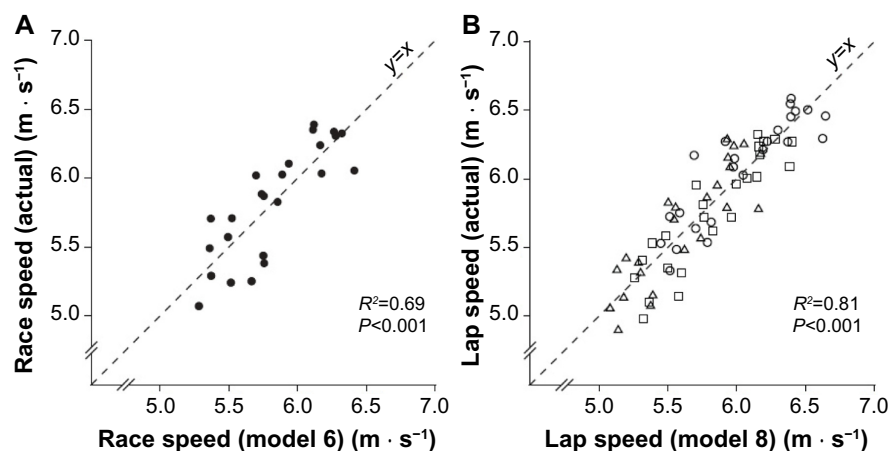 A
Race speed (actual) (m · s⁻¹)
7.0
6.5
6.0
5.5
5.0
y=x
R²=0.69
P<0.001
5.0 5.5 6.0 6.5 7.0
Race speed (model 6) (m · s⁻¹)
B
Lap speed (actual) (m · s⁻¹)
7.0
6.5
6.0
5.5
5.0
y=x
R²=0.81
P<0.001
5.0 5.5 6.0 6.5 7.0
Lap speed (model 8) (m · s⁻¹)